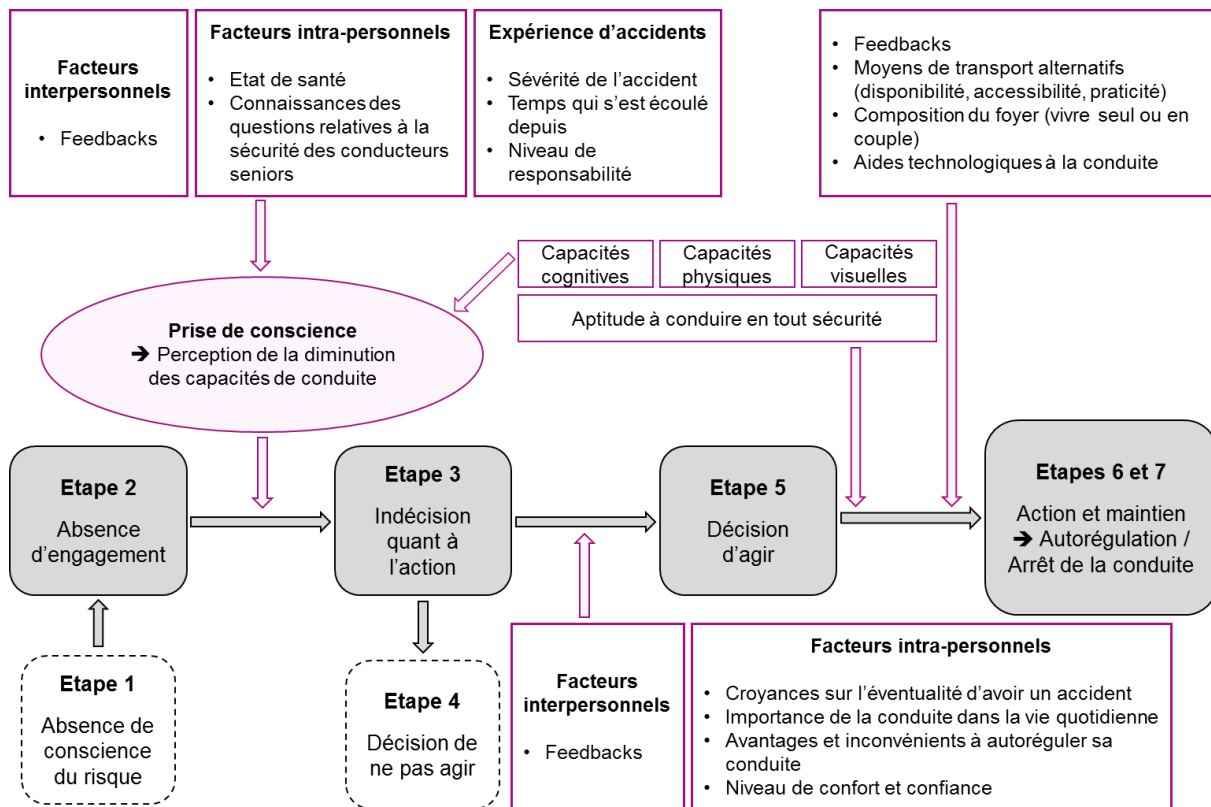 Facteurs
interpersonnels
• Feedbacks
Facteurs intra-personnels
• Etat de santé
• Connaissances des
questions relatives à la
sécurité des conducteurs
seniors
Expérience d'accidents
• Sévérité de l'accident
• Temps qui s'est écoulé
depuis
• Niveau de
responsabilité
• Feedbacks
• Moyens de transport alternatifs
(disponibilité, accessibilité, praticité)
• Composition du foyer (vivre seul ou en
couple)
• Aides technologiques à la conduite
Capacités
cognitives
Capacités
physiques
Capacités
visuelles
Aptitude à conduire en tout sécurité
Prise de conscience
➔ Perception de la diminution
des capacités de conduite
Etape 2
Absence
d'engagement
Etape 3
Indécision
quant à
l'action
Etape 5
Décision
d'agir
Etapes 6 et 7
Action et maintien
➔ Autorégulation /
Arrêt de la conduite
Etape 1
Absence de
conscience
du risque
Etape 4
Décision de
ne pas agir
Facteurs
interpersonnels
• Feedbacks
Facteurs intra-personnels
• Croyances sur l'éventualité d'avoir un accident
• Importance de la conduite dans la vie quotidienne
• Avantages et inconvénients à autoréguler sa
conduite
• Niveau de confort et confiance